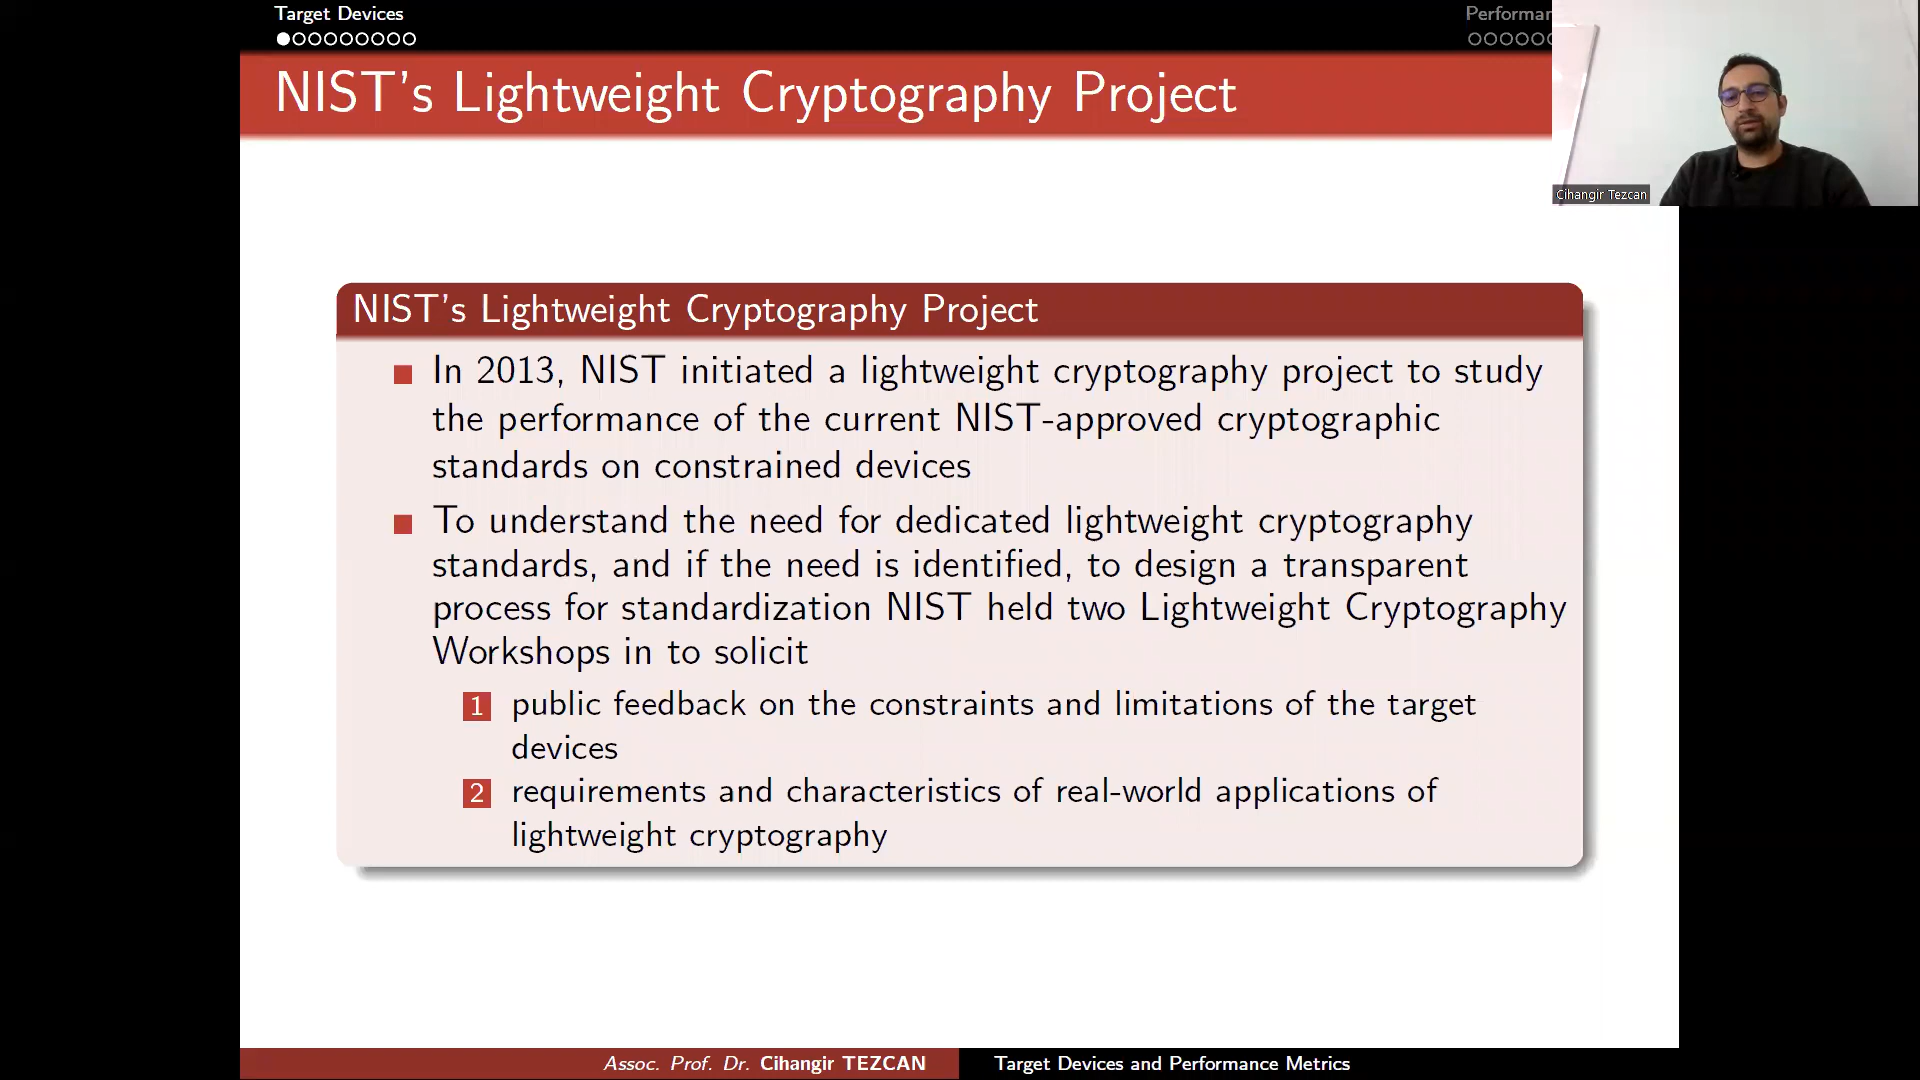 Target Devices
NIST's Lightweight Cryptography Project
Cihangir Tezcan
NIST's Lightweight Cryptography Project
In 2013, NIST initiated a lightweight cryptography project to study
the performance of the current NIST-approved cryptographic
standards on constrained devices
To understand the need for dedicated lightweight cryptography
standards, and if the need is identified, to design a transparent
process for standardization NIST held two Lightweight Cryptography
Workshops in to solicit
1 public feedback on the constraints and limitations of the target
devices
2 requirements and characteristics of real-world applications of
lightweight cryptography
Assoc. Prof. Dr. Cihangir TEZCAN
Target Devices and Performance Metrics